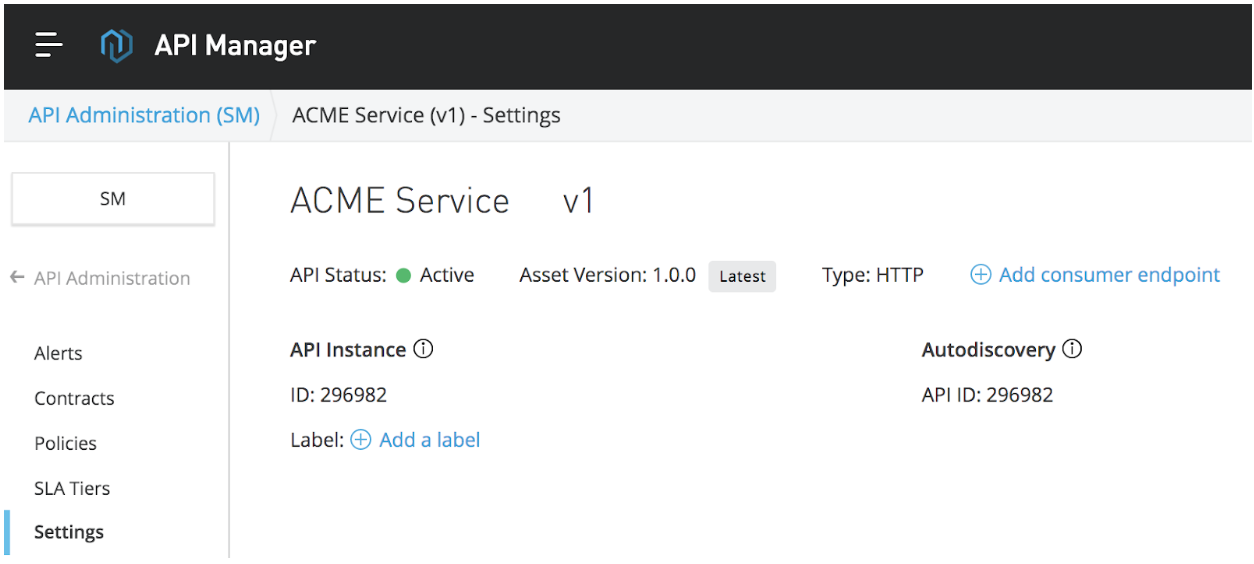 API Manager
API Administration (SM)
ACME Service (v1) - Settings
SM
API Administration
Alerts
Contracts
Policies
SLA Tiers
Settings
ACME Service v1
API Status: Active Asset Version: 1.0.0 Latest Type: HTTP Add consumer endpoint
API Instance
ID: 296982
Label: Add a label
Autodiscovery
API ID: 296982